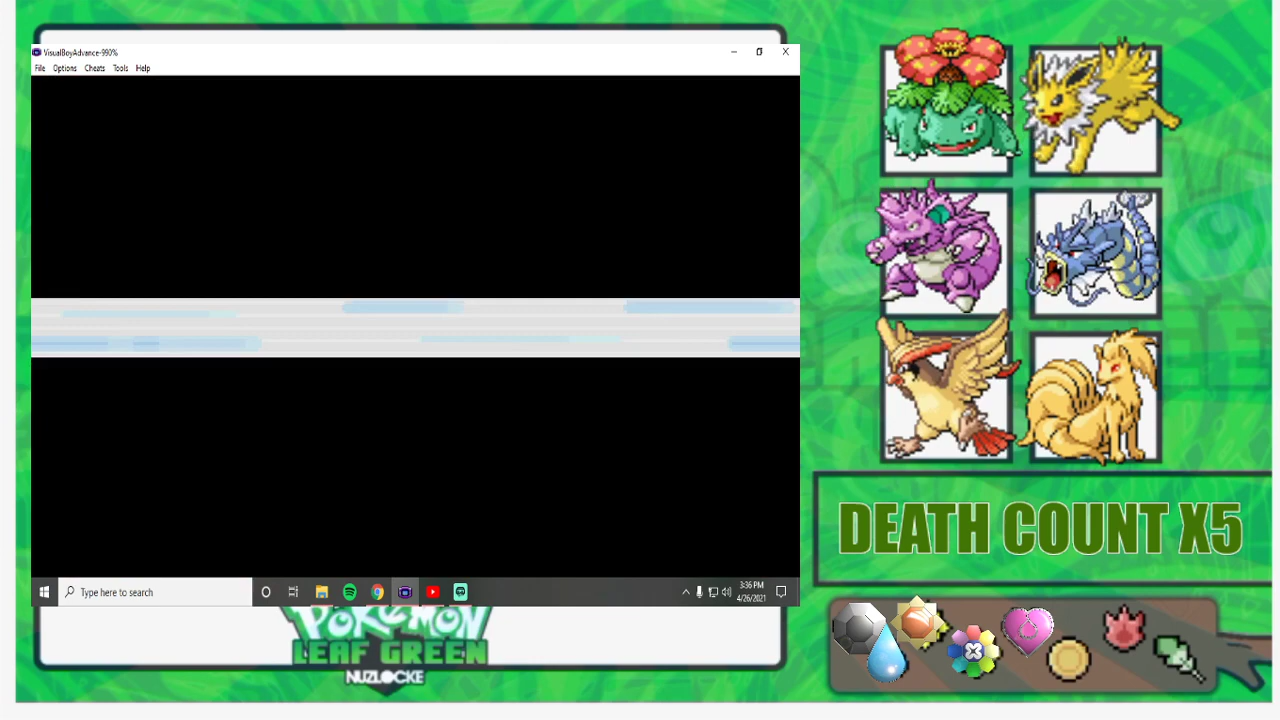 VisualBoyAdvance-990%
File Options Cheats Tools Help
DEATH COUNT X5
Type here to search
3:36 PM
4/26/2021
POKéMON
LEAF GREEN
NUZLOCKE